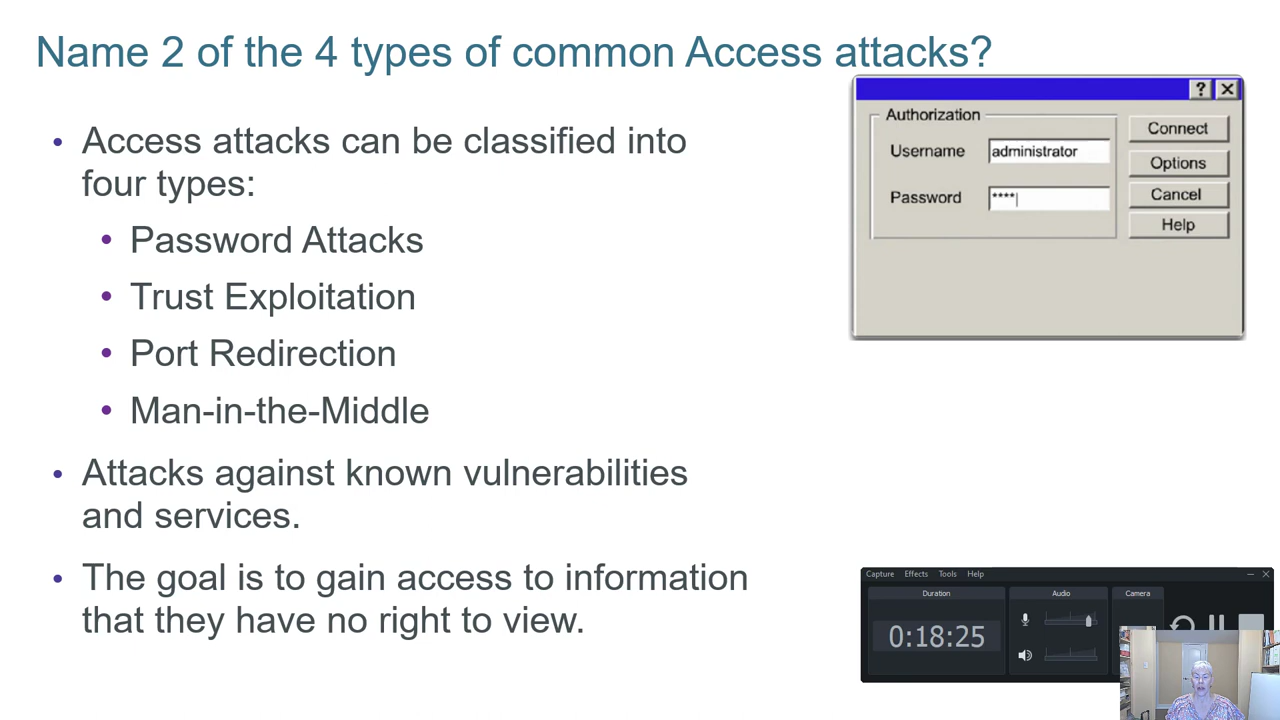 Name 2 of the 4 types of common Access attacks?
• Access attacks can be classified into
four types:
• Password Attacks
• Trust Exploitation
• Port Redirection
• Man-in-the-Middle
• Attacks against known vulnerabilities
and services.
• The goal is to gain access to information
that they have no right to view.
?
Authorization
Username administrator
Password ****
Connect
Options
Cancel
Help
Capture Effects Tools Help
Duration Audio Camera
0:18:25